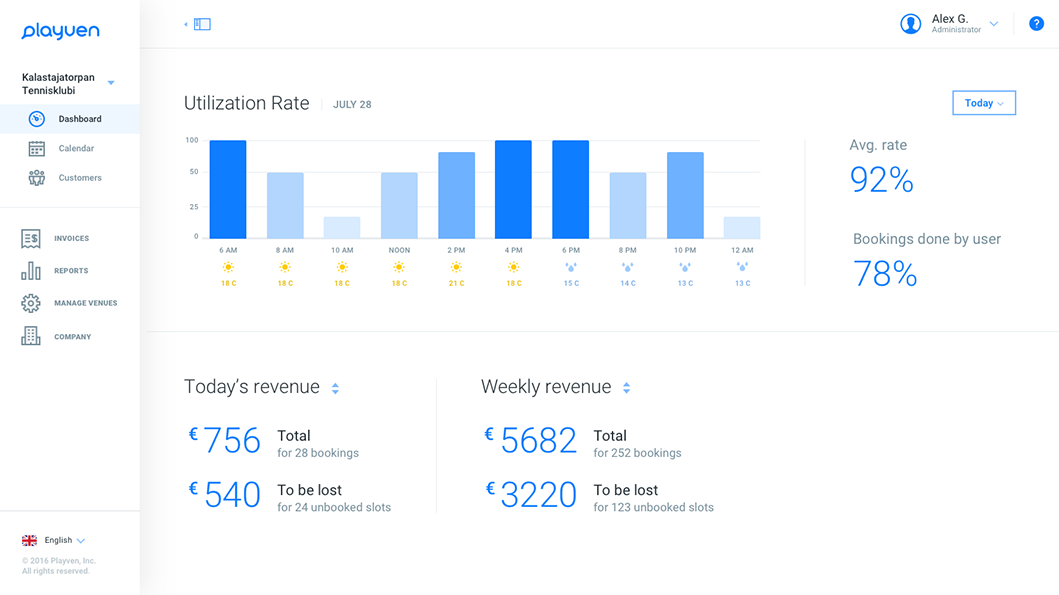 playven
Kalastajatorpan
Tennisklubi
Dashboard
Calendar
Customers
INVOICES
REPORTS
MANAGE VENUES
COMPANY
English
© 2016 Playven, Inc.
All rights reserved.
Alex G.
Administrator
?
Utilization Rate
JULY 28
Today
100
50
25
0
6 AM 8 AM 10 AM NOON 2 PM 4 PM 6 PM 8 PM 10 PM 12 AM
18 C 18 C 18 C 18 C 21 C 18 C 15 C 14 C 13 C 13 C
Avg. rate
92%
Bookings done by user
78%
Today's revenue
€ 756 Total
for 28 bookings
€ 540 To be lost
for 24 unbooked slots
Weekly revenue
€ 5682 Total
for 252 bookings
€ 3220 To be lost
for 123 unbooked slots